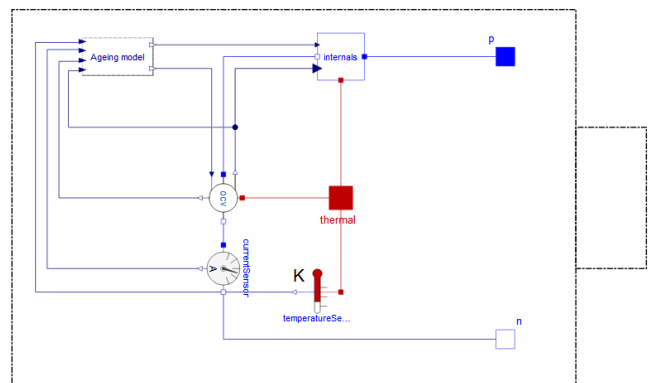 p
Ageing model
internals
OCV
thermal
currentSensor
A
K
temperatureSe...
n